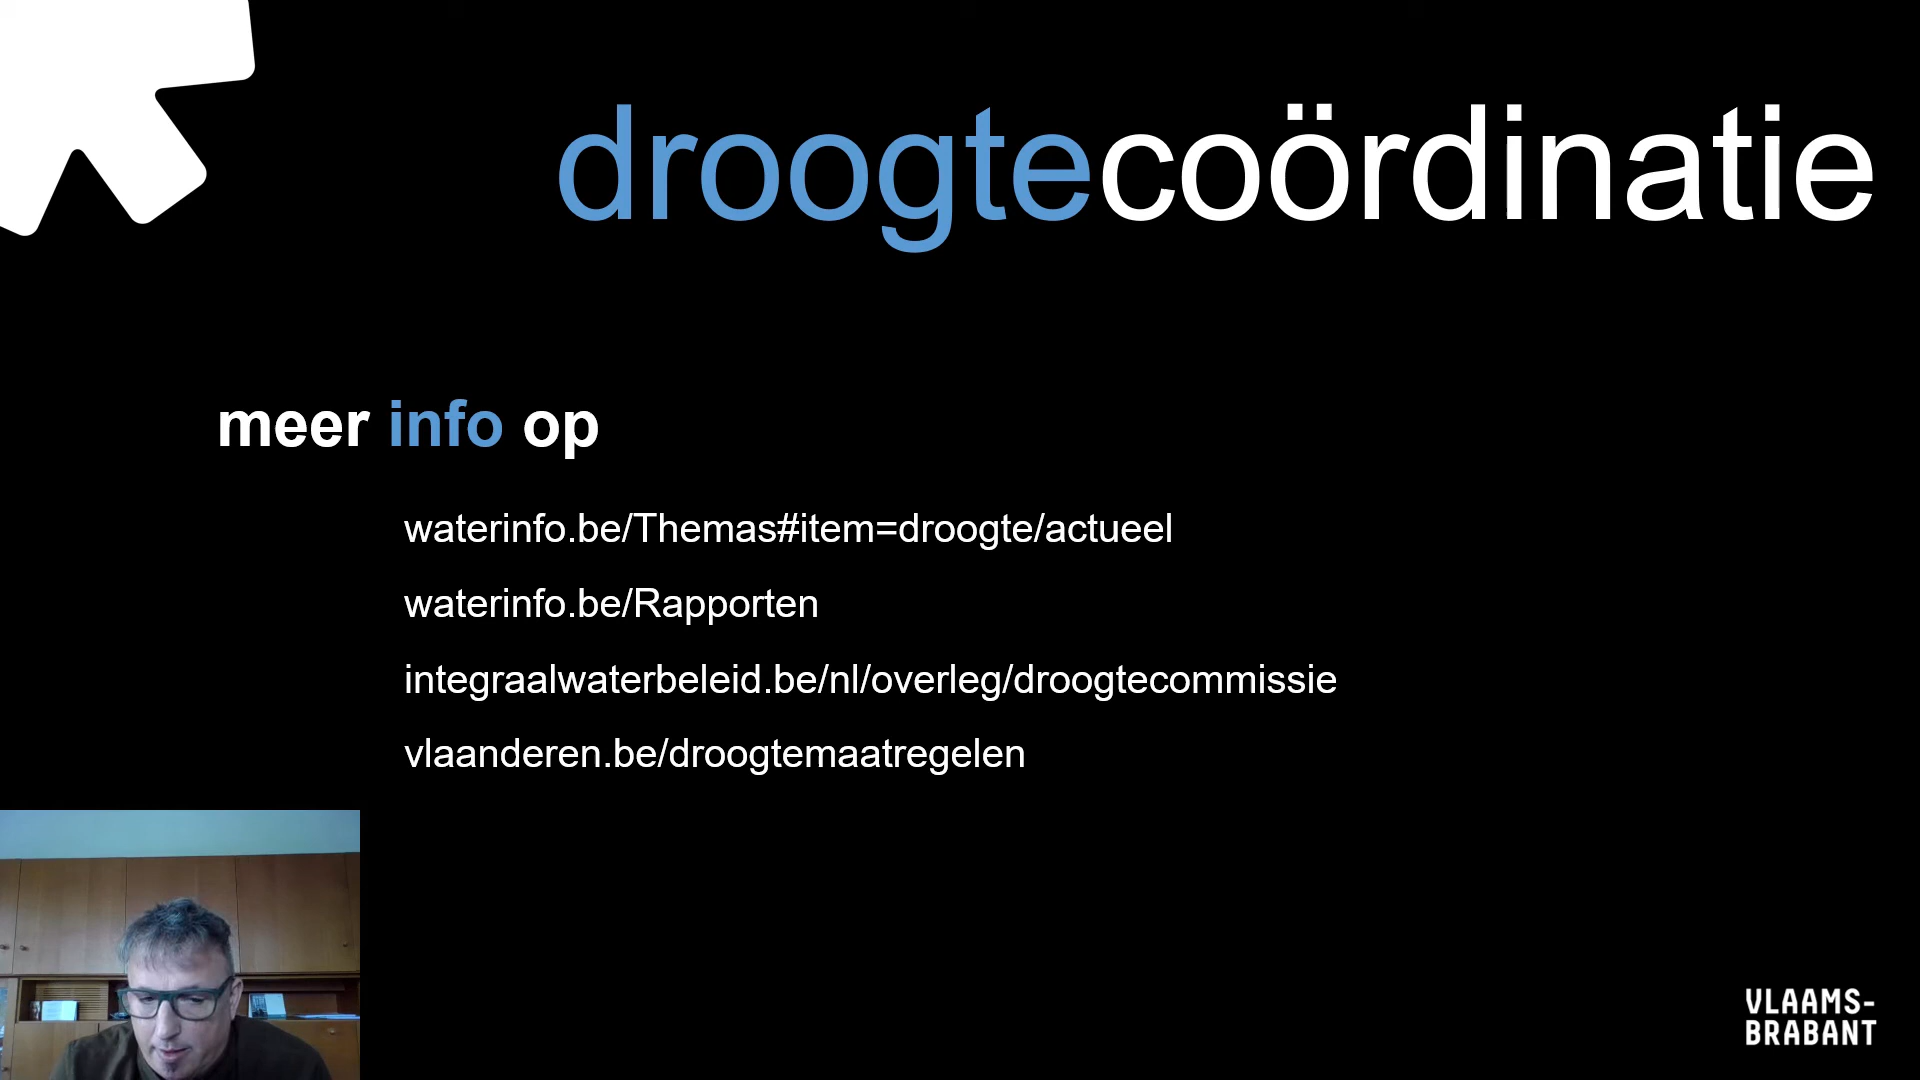 droogtecoördinatie
meer info op
waterinfo.be/Themas#item=droogte/actueel
waterinfo.be/Rapporten
integraalwaterbeleid.be/nl/overleg/droogtecommissie
vlaanderen.be/droogtemaatregelen
VLAAMS-
BRABANT